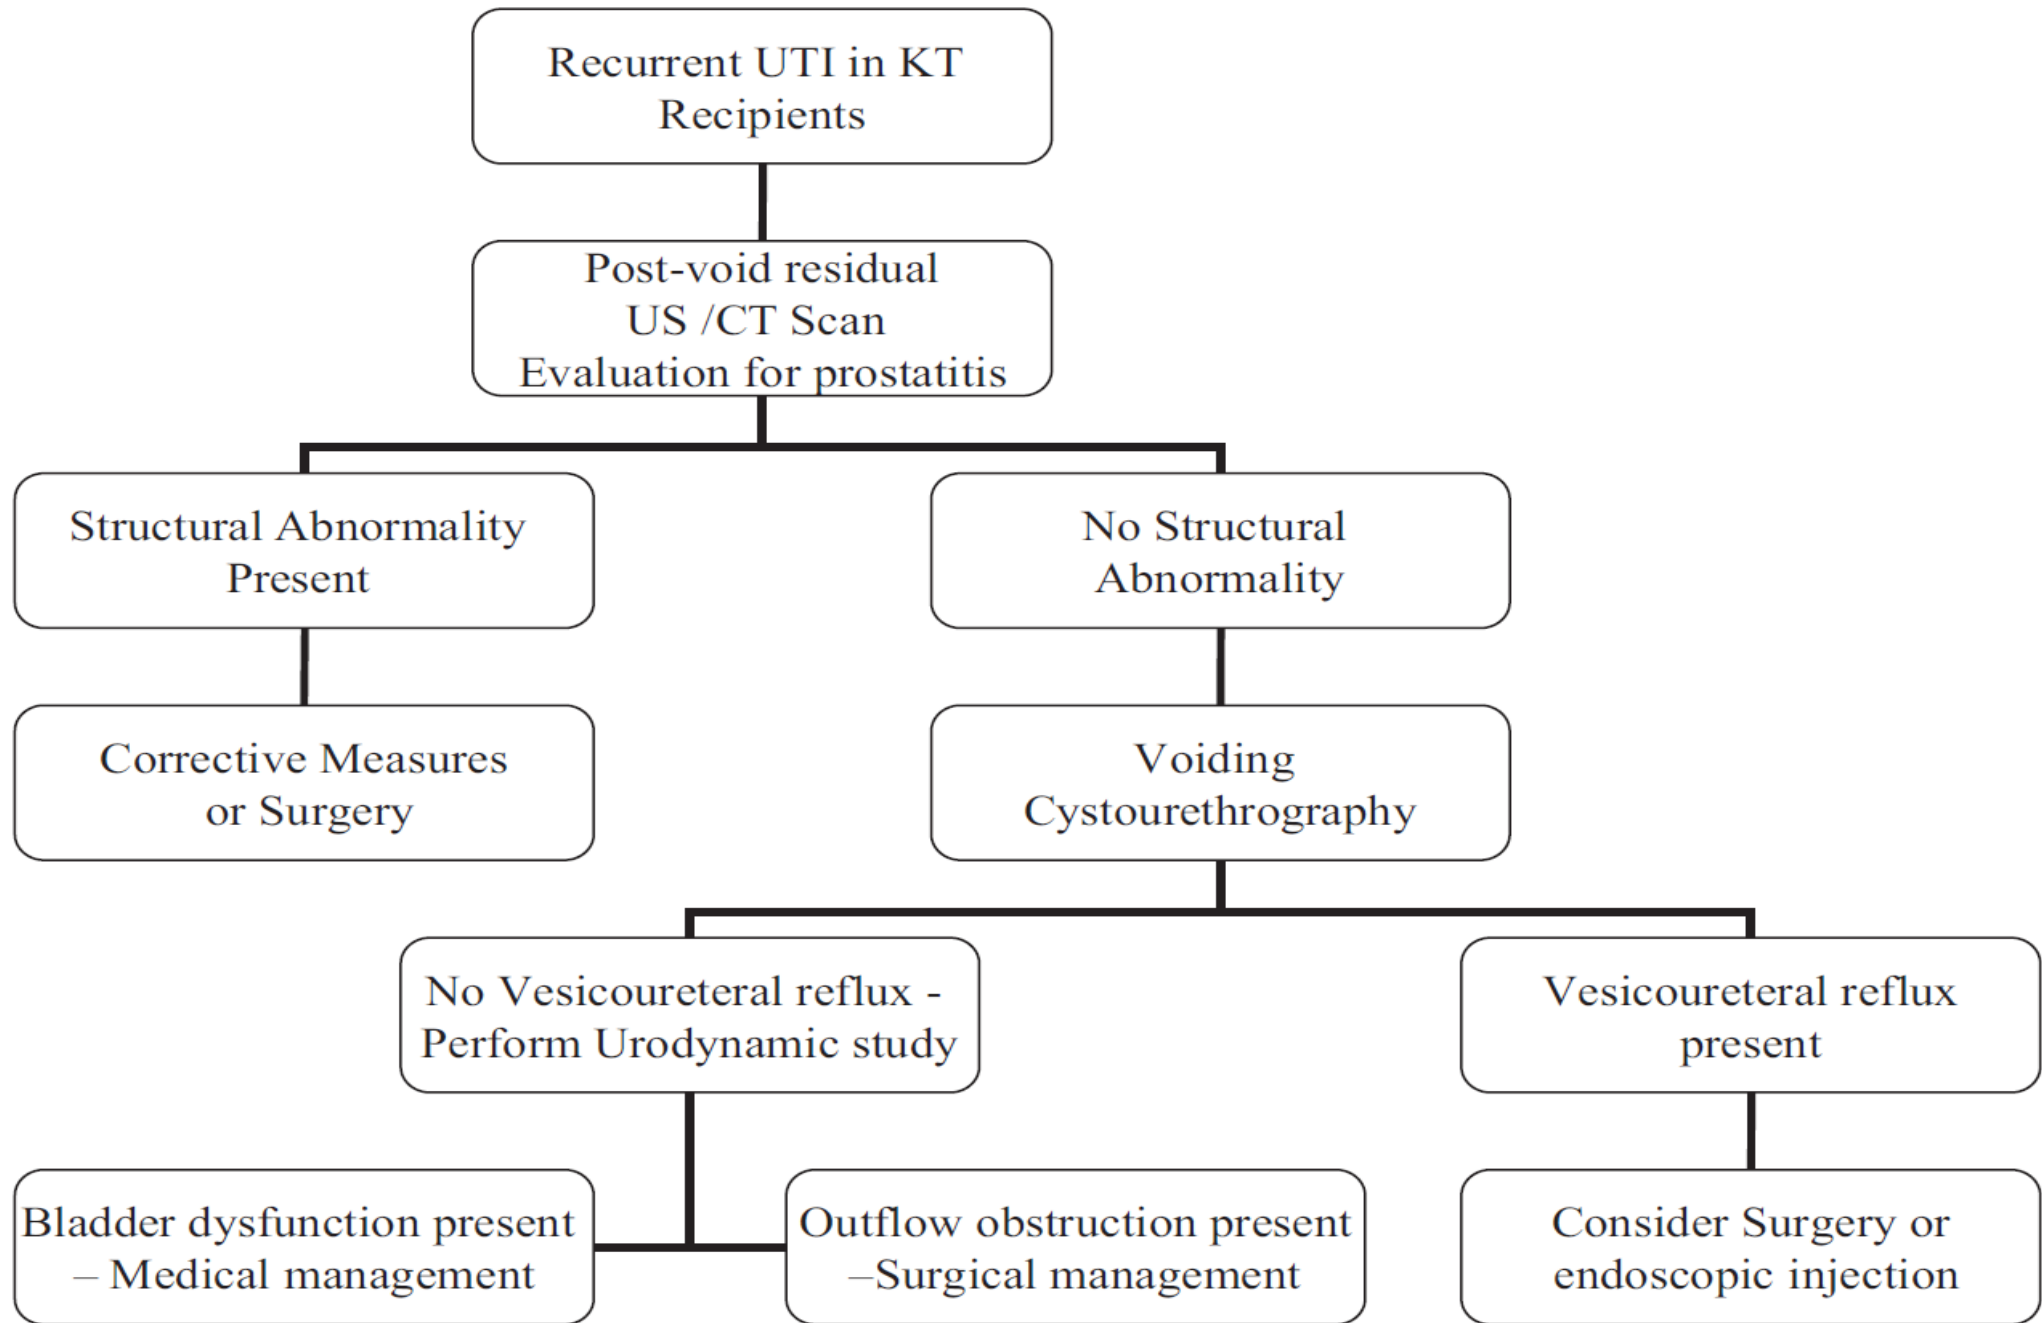 Recurrent UTI in KT
Recipients
Post-void residual
US /CT Scan
Evaluation for prostatitis
Structural Abnormality
Present
No Structural
Abnormality
Corrective Measures
or Surgery
Voiding
Cystourethrography
No Vesicoureteral reflux -
Perform Urodynamic study
Vesicoureteral reflux
present
Bladder dysfunction present
– Medical management
Outflow obstruction present
–Surgical management
Consider Surgery or
endoscopic injection